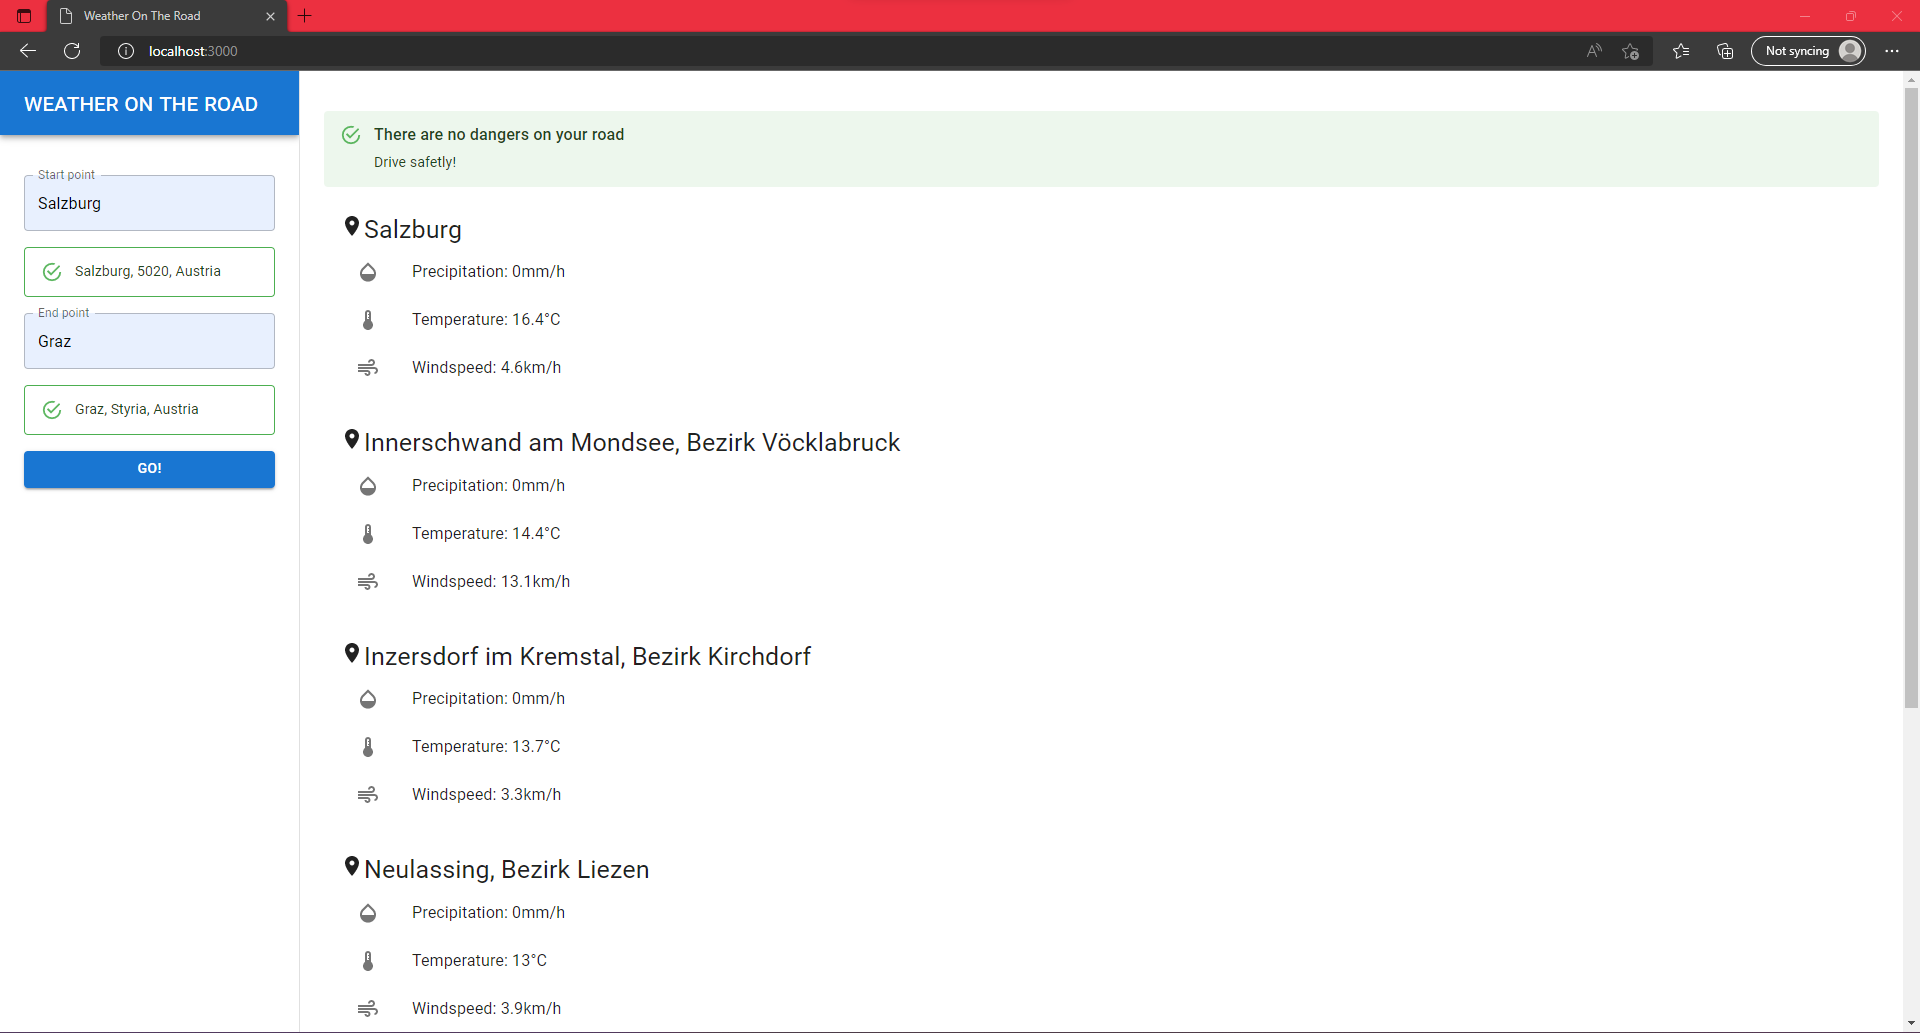 Weather On The Road
localhost:3000
Not syncing
WEATHER ON THE ROAD
Start point
Salzburg
Salzburg, 5020, Austria
End point
Graz
Graz, Styria, Austria
GO!
There are no dangers on your road
Drive safetly!
Salzburg
Precipitation: 0mm/h
Temperature: 16.4°C
Windspeed: 4.6km/h
Innerschwand am Mondsee, Bezirk Vöcklabruck
Precipitation: 0mm/h
Temperature: 14.4°C
Windspeed: 13.1km/h
Inzersdorf im Kremstal, Bezirk Kirchdorf
Precipitation: 0mm/h
Temperature: 13.7°C
Windspeed: 3.3km/h
Neulassing, Bezirk Liezen
Precipitation: 0mm/h
Temperature: 13°C
Windspeed: 3.9km/h